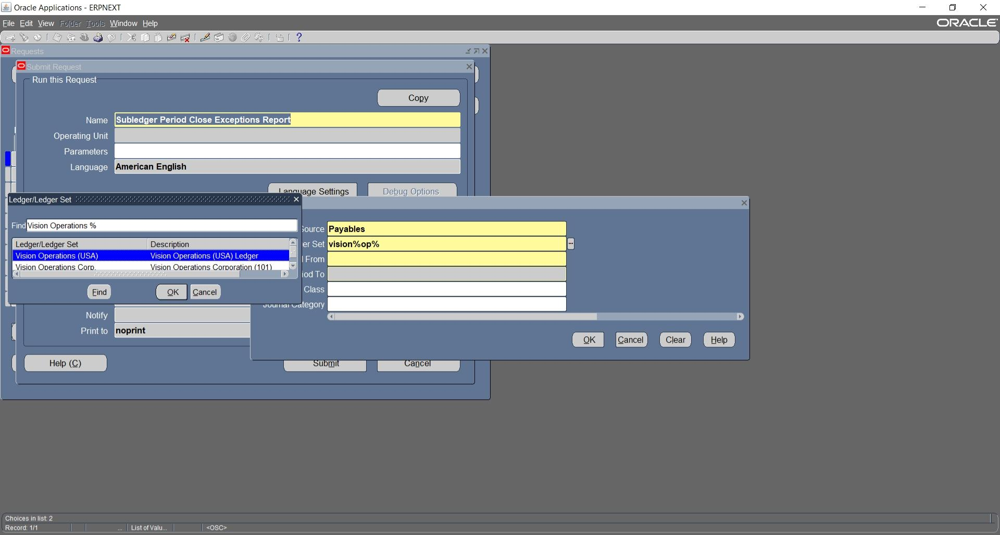 Oracle Applications - ERPNEXT
File Edit View Folder Tools Window Help
ORACLE
Requests
Submit Request
Run this Request
Copy
Name Subledger Period Close Exceptions Report
Operating Unit
Parameters
Language American English
Language Settings Debug Options
Ledger/Ledger Set
Find Vision Operations %
Ledger/Ledger Set Description
Vision Operations (USA) Vision Operations (USA) Ledger
Vision Operations Corp. Vision Operations Corporation (101)
Find OK Cancel
Source Payables
er Set vision%op%
From
iod To
Class
Journal Category
OK Cancel Clear Help
Notify
Print to noprint
Help (C) Submit Cancel
Choices in list: 2
Record: 1/1 ... List of Valu... <OSC>